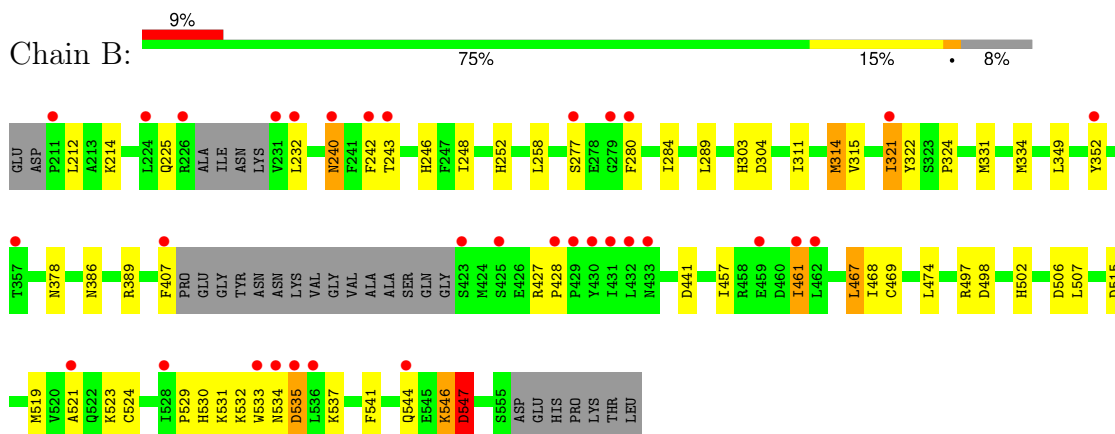 9%
Chain B:
75% 15% • 8%
GLU ASP P211 L212 A213 K214 L224 Q225 R226 ALA ILE ASN LYS V231 L232 N240 F241 F242 T243 H246 F247 I248 H252 L258 S277 E278 G279 F280 I284 L289 H303 D304 I311 M314 V315 I321 Y322 S323 P324 M331 M334 L349 Y352
T357 N378 N386 R389 F407 PRO GLU GLY TYR ASN ASN LYS VAL GLY VAL ALA ALA SER GLN GLY S423 M424 S425 E426 R427 P428 P429 Y430 I431 L432 N433 D441 I457 R458 E459 D460 I461 L462 L467 I468 C469 L474 R497 D498 H502 D506 L507 D515
M519 V520 A521 Q522 K523 C524 I528 P529 H530 K531 K532 W533 N534 D535 L536 K537 F541 Q544 E545 K546 D547 S555 ASP GLU HIS PRO LYS THR LEU